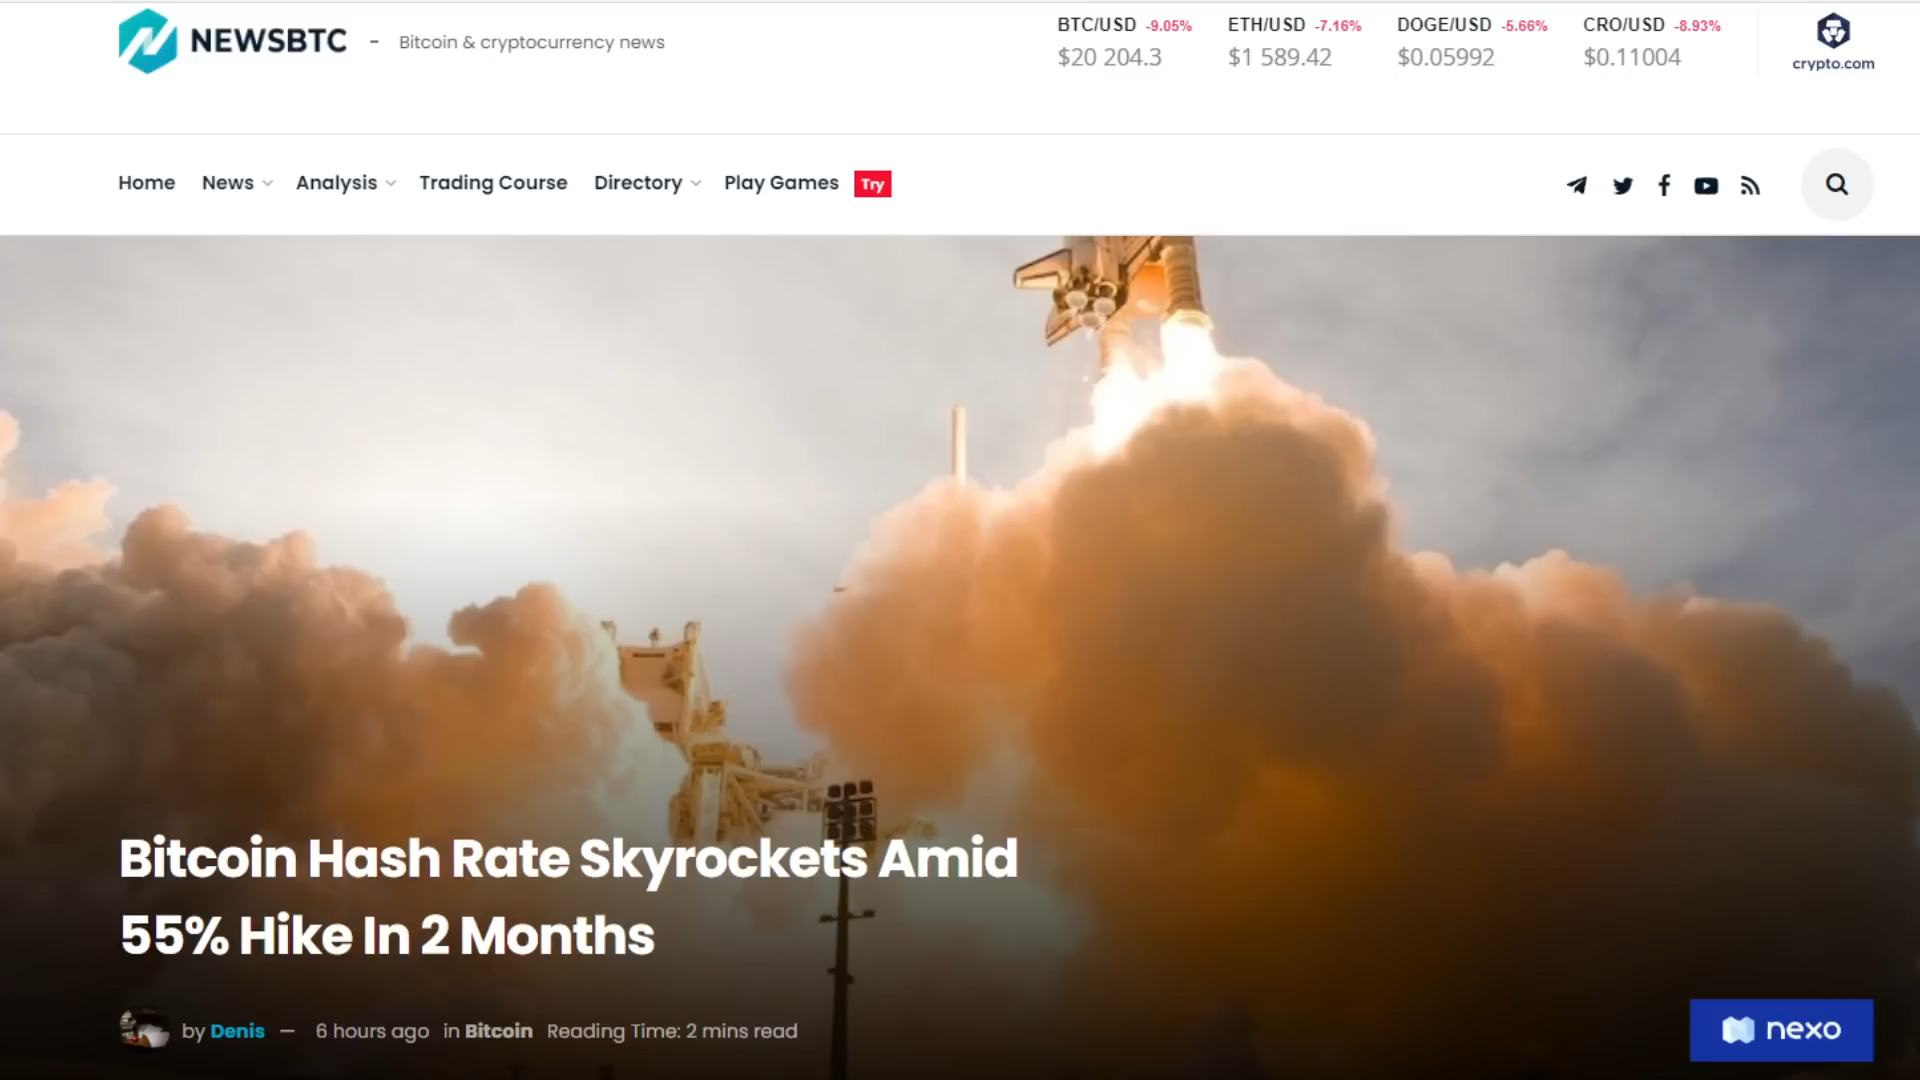 NEWSBTC - Bitcoin & cryptocurrency news
BTC/USD -9.05% ETH/USD -7.16% DOGE/USD -5.66% CRO/USD -8.93%
$20 204.3 $1 589.42 $0.05992 $0.11004
crypto.com
Home News Analysis Trading Course Directory Play Games Try
Bitcoin Hash Rate Skyrockets Amid
55% Hike In 2 Months
by Denis — 6 hours ago in Bitcoin Reading Time: 2 mins read
nexo